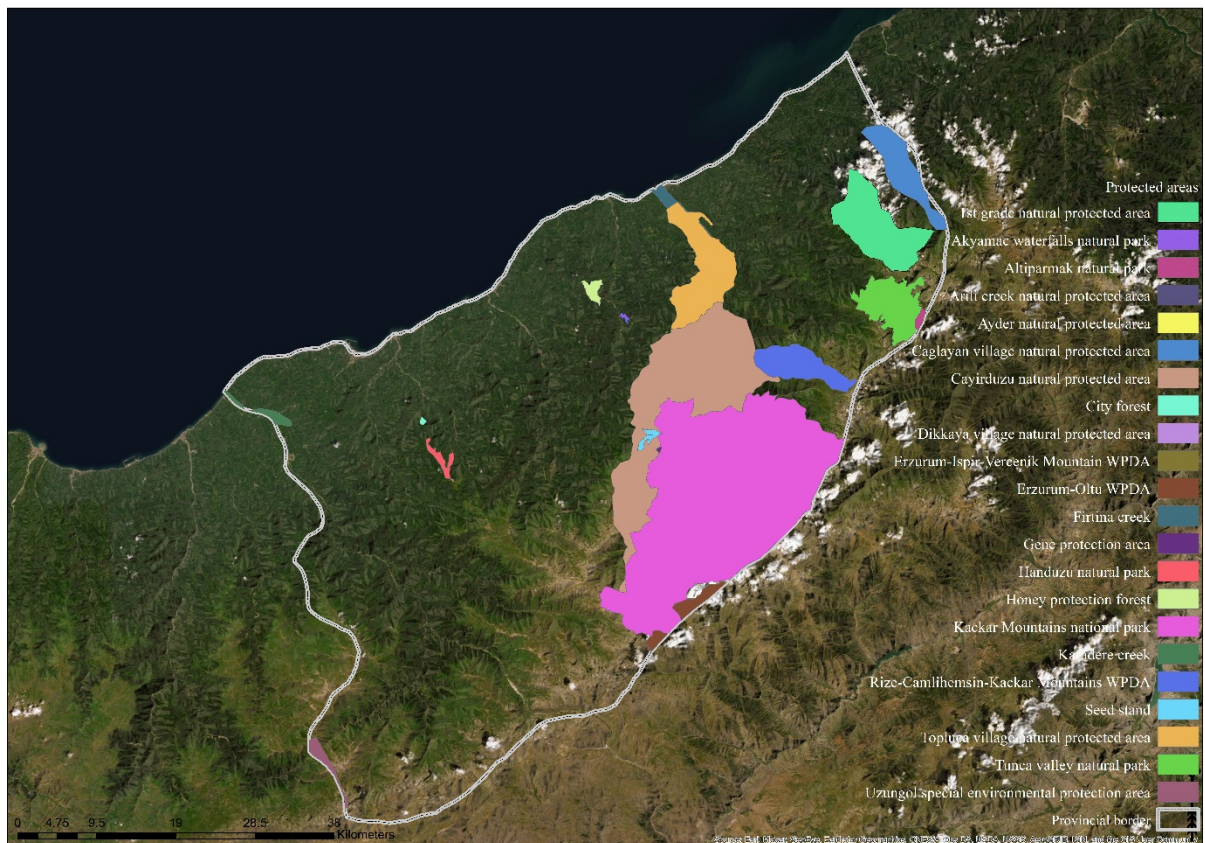 Protected areas
1st grade natural protected area
Akyamac waterfalls natural park
Altiparmak natural park
Arili creek natural protected area
Ayder natural protected area
Caglayan village natural protected area
Cayirduzu natural protected area
City forest
Dikkaya village natural protected area
Erzurum-Ispir-Vercenik Mountain WPDA
Erzurum-Oltu WPDA
Firtina creek
Gene protection area
Handuzu natural park
Honey protection forest
Kackar Mountains national park
Kalndere creek
Rize-Camlihemsin-Kackar Mountains WPDA
Seed stand
Topluca village natural protected area
Tunca valley natural park
Uzungol special environmental protection area
Provincial border
0 4.75 9.5 19 28.5 38
Kilometers